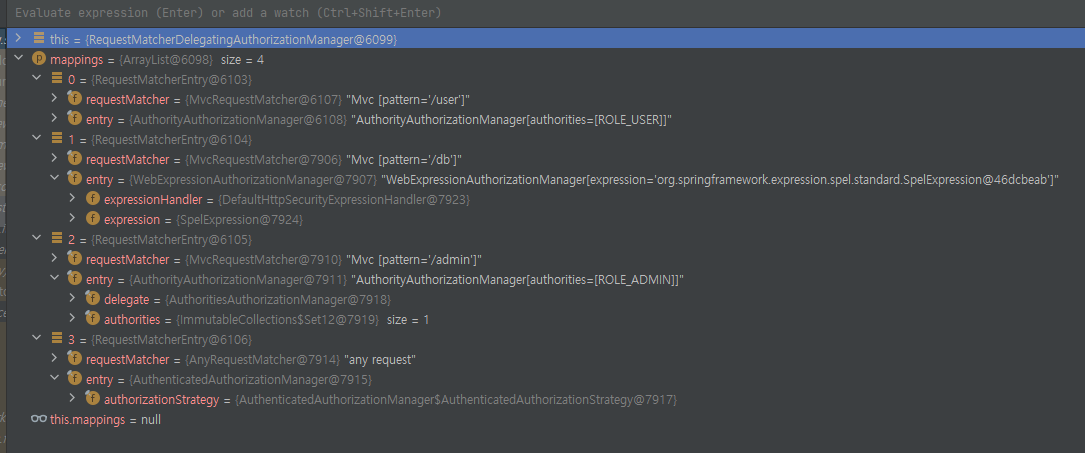 Evaluate expression (Enter) or add a watch (Ctrl+Shift+Enter)
this = {RequestMatcherDelegatingAuthorizationManager@6099}
p mappings = {ArrayList@6098} size = 4
0 = {RequestMatcherEntry@6103}
f requestMatcher = {MvcRequestMatcher@6107} "Mvc [pattern='/user']"
f entry = {AuthorityAuthorizationManager@6108} "AuthorityAuthorizationManager[authorities=[ROLE_USER]]"
1 = {RequestMatcherEntry@6104}
f requestMatcher = {MvcRequestMatcher@7906} "Mvc [pattern='/db']"
f entry = {WebExpressionAuthorizationManager@7907} "WebExpressionAuthorizationManager[expression='org.springframework.expression.spel.standard.SpelExpression@46dcbeab']"
f expressionHandler = {DefaultHttpSecurityExpressionHandler@7923}
f expression = {SpelExpression@7924}
2 = {RequestMatcherEntry@6105}
f requestMatcher = {MvcRequestMatcher@7910} "Mvc [pattern='/admin']"
f entry = {AuthorityAuthorizationManager@7911} "AuthorityAuthorizationManager[authorities=[ROLE_ADMIN]]"
f delegate = {AuthoritiesAuthorizationManager@7918}
f authorities = {ImmutableCollections$Set12@7919} size = 1
3 = {RequestMatcherEntry@6106}
f requestMatcher = {AnyRequestMatcher@7914} "any request"
f entry = {AuthenticatedAuthorizationManager@7915}
f authorizationStrategy = {AuthenticatedAuthorizationManager$AuthenticatedAuthorizationStrategy@7917}
this.mappings = null